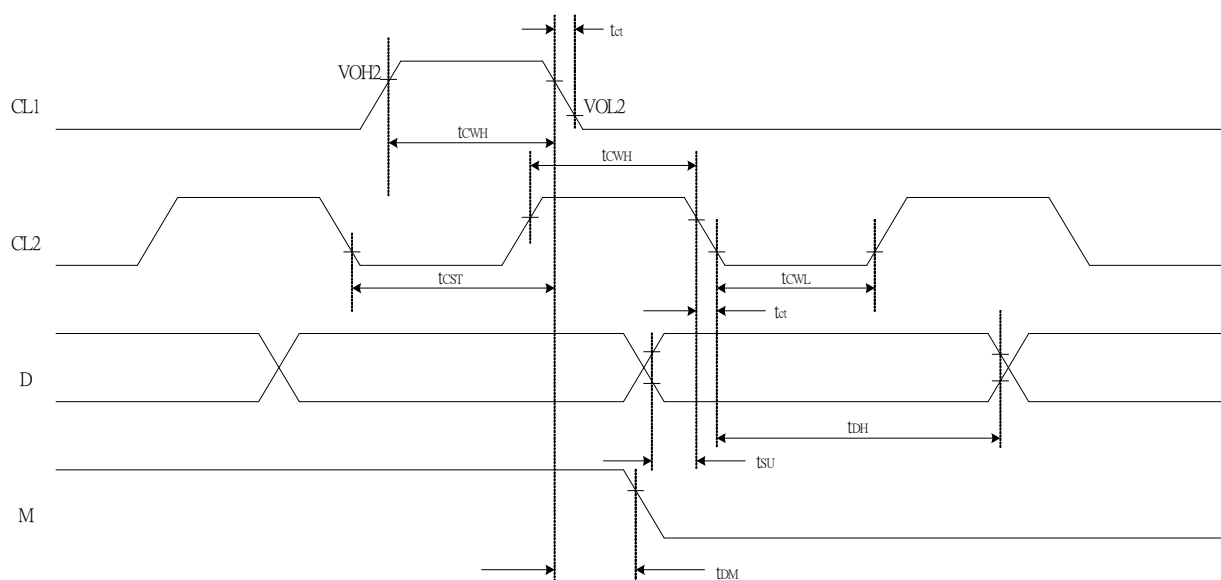 tct
VOH2
CL1
VOL2
tCWH
tCWH
CL2
tCST
tCWL
tct
D
tDH
tSU
M
tDM